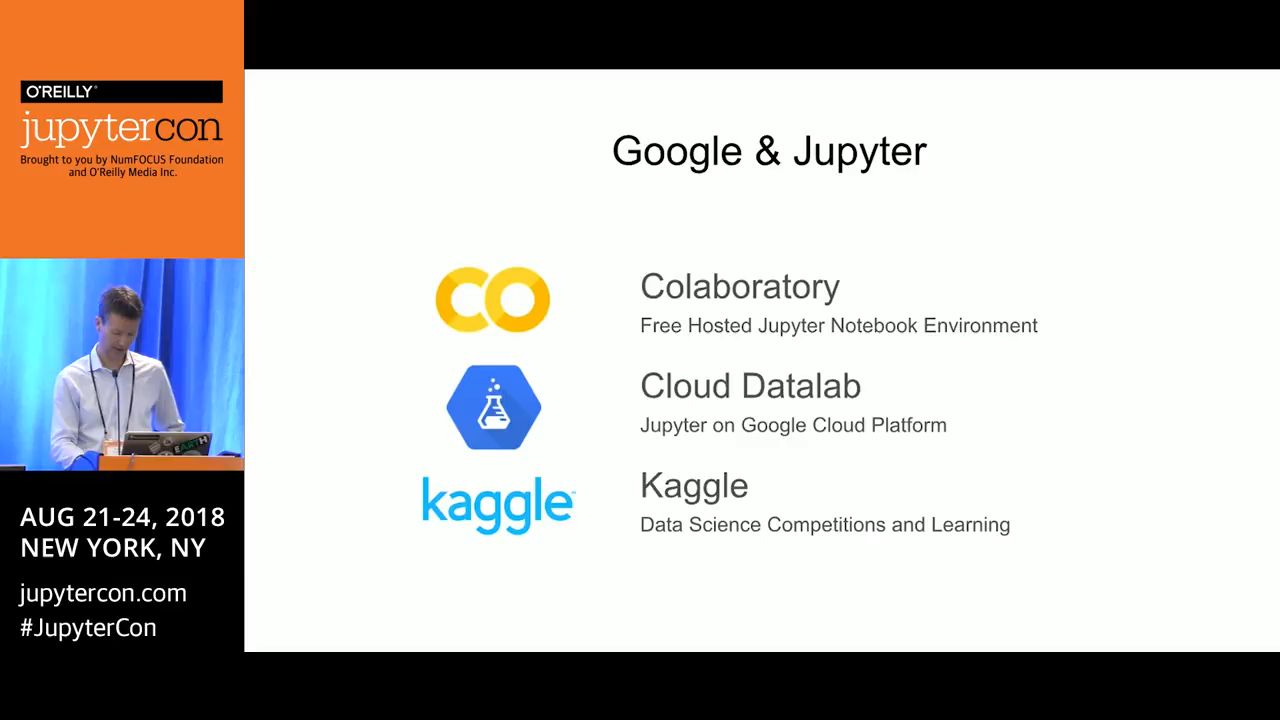 O'REILLY®
jupytercon
Brought to you by NumFOCUS Foundation
and O'Reilly Media Inc.
EARTH
AUG 21-24, 2018
NEW YORK, NY
jupytercon.com
#JupyterCon
Google & Jupyter
CO
Colaboratory
Free Hosted Jupyter Notebook Environment
Cloud Datalab
Jupyter on Google Cloud Platform
kaggle™
Kaggle
Data Science Competitions and Learning